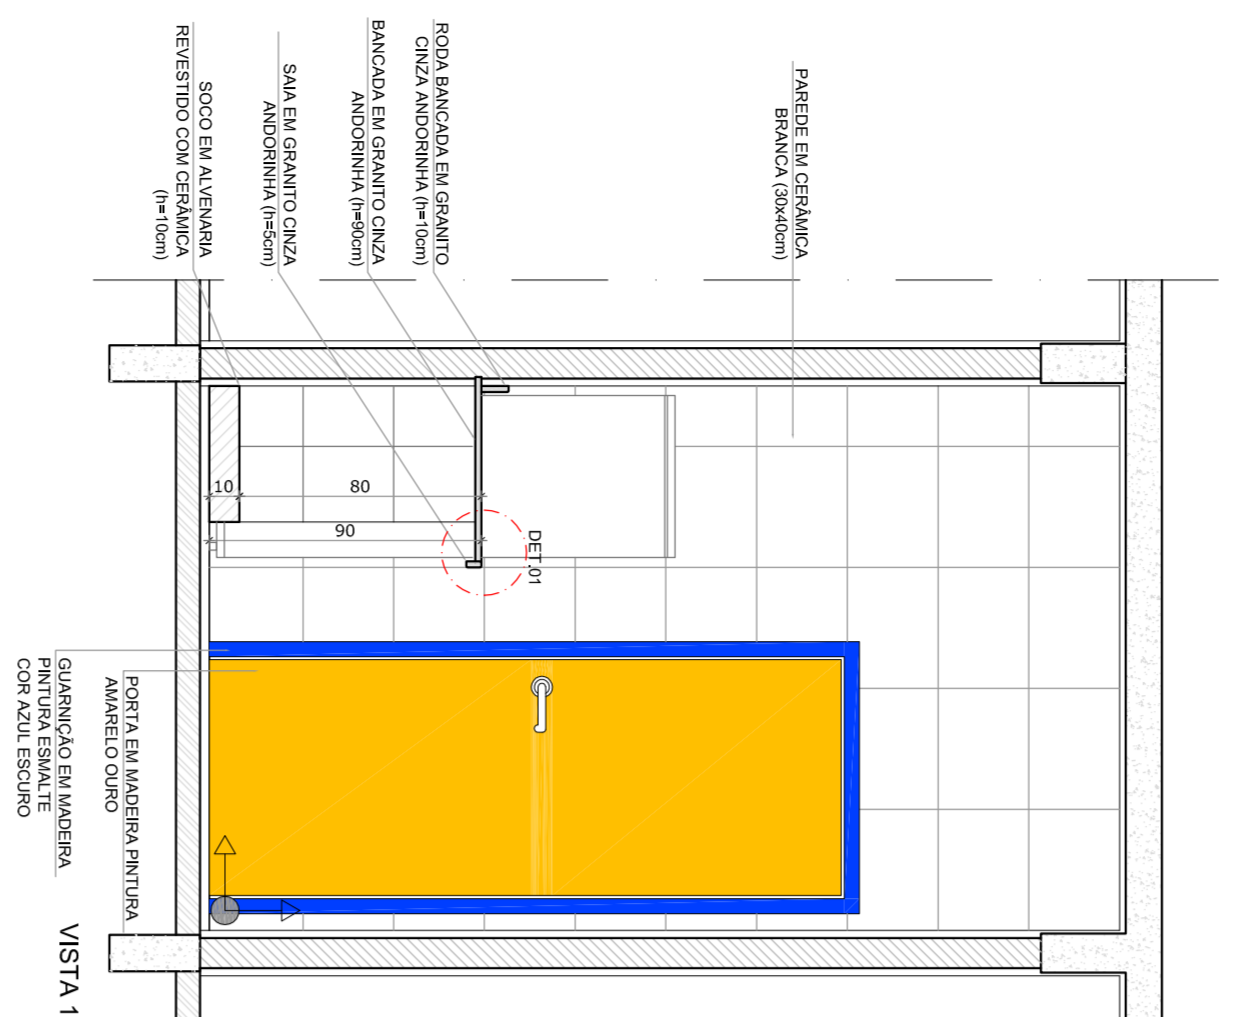 PAREDE EM CERÂMICA
BRANCA (30x40cm)
RODA BANCADA EM GRANITO
CINZA ANDORINHA (h=10cm)
BANCADA EM GRANITO CINZA
ANDORINHA (h=90cm)
SAIA EM GRANITO CINZA
ANDORINHA (h=5cm)
SOCO EM ALVENARIA
REVESTIDO COM CERÂMICA
(h=10cm)
10
80
90
DET.01
PORTA EM MADEIRA PINTURA
AMARELO OURO
GUARNIÇÃO EM MADEIRA
PINTURA ESMALTE
COR AZUL ESCURO
VISTA 1